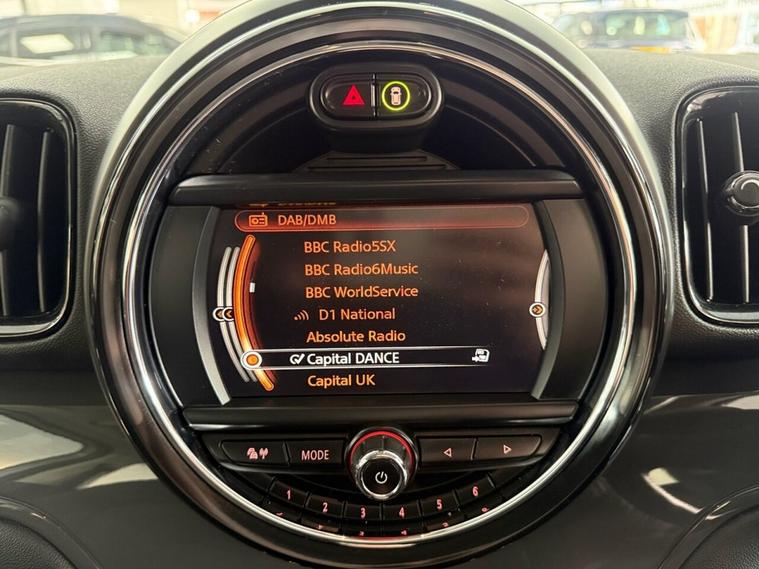 DAB/DMB
BBC Radio5SX
BBC Radio6Music
BBC WorldService
D1 National
Absolute Radio
Capital DANCE
Capital UK
MODE
1 2 3 4 5 6